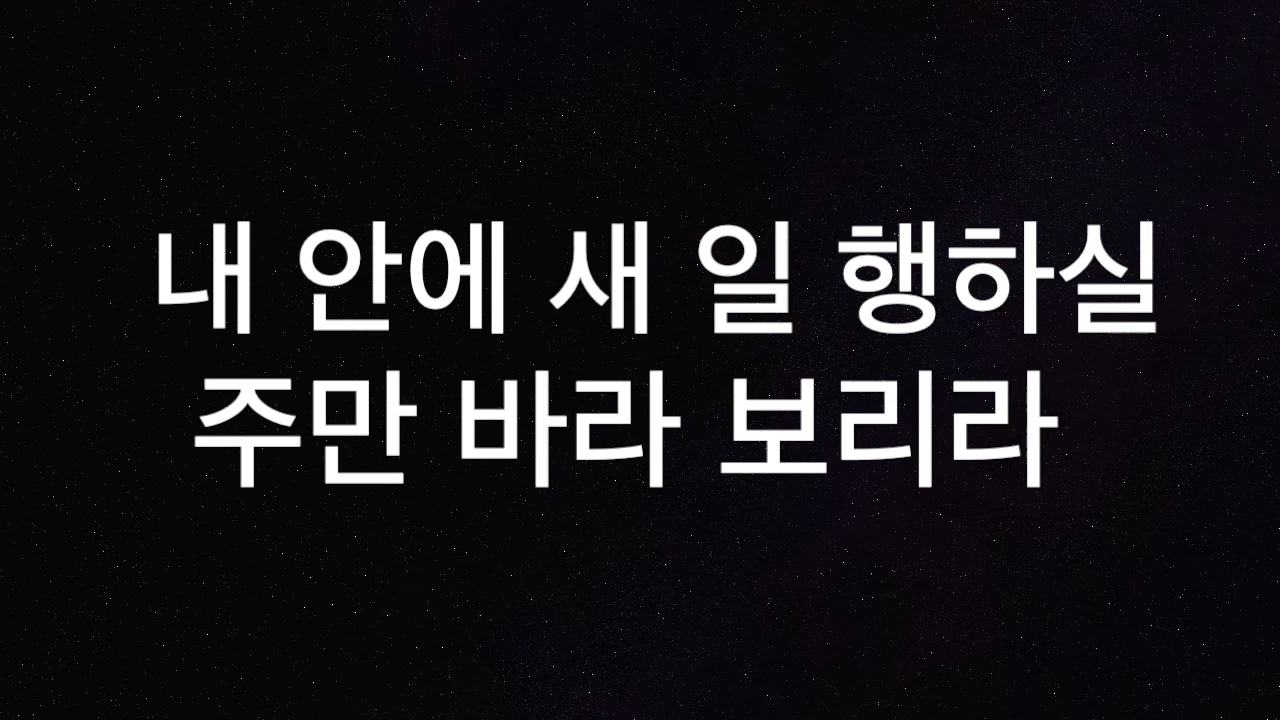 내 안에 새 일 행하실
주만 바라 보리라